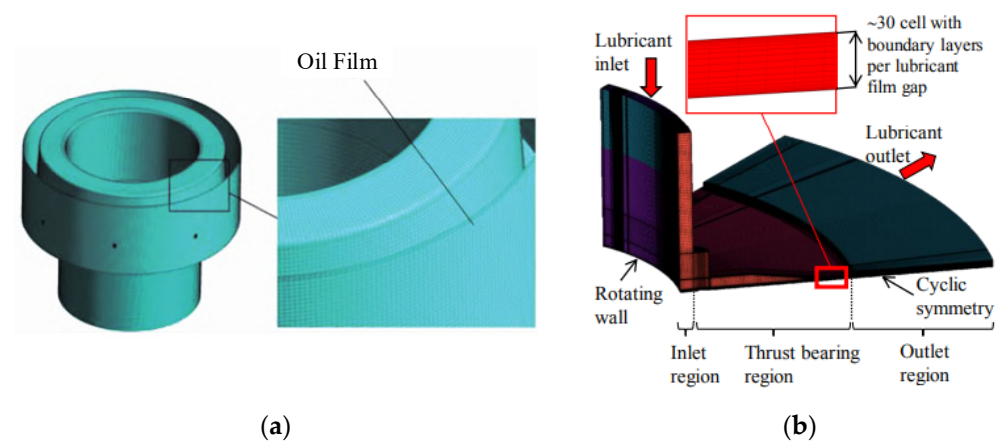 Oil Film
(a)
Lubricant
inlet
~30 cell with
boundary layers
per lubricant
film gap
Lubricant
outlet
Rotating
wall
Cyclic
symmetry
Inlet
region
Thrust bearing
region
Outlet
region
(b)